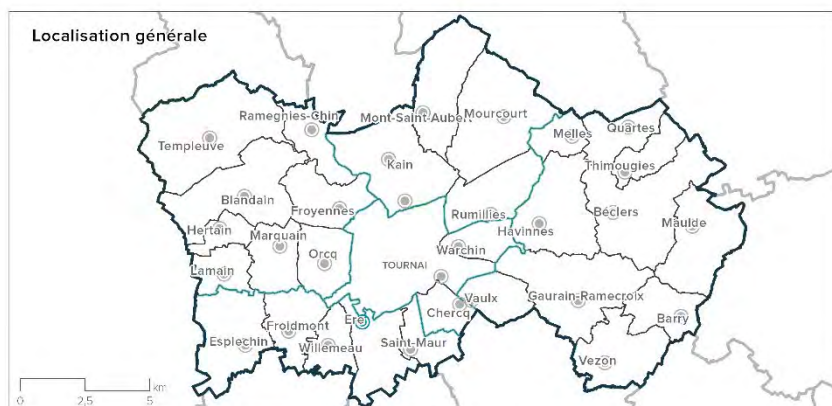 Localisation générale
Ramegnies-Chin
Mont-Saint-Aubert
Mourcourt
Melles
Quartes
Templeuve
Kain
Thimougies
Blandain
Froyennes
Rumillies
Béclers
Maulde
Hertain
Marquain
Havinnes
Orcq
Warchin
Lamain
TOURNAI
Vaulx
Gaurain-Ramecroix
Chercq
Barry
Ere
Froidmont
Esplechin
Willemeau
Saint-Maur
Vezon
0 2,5 5 km